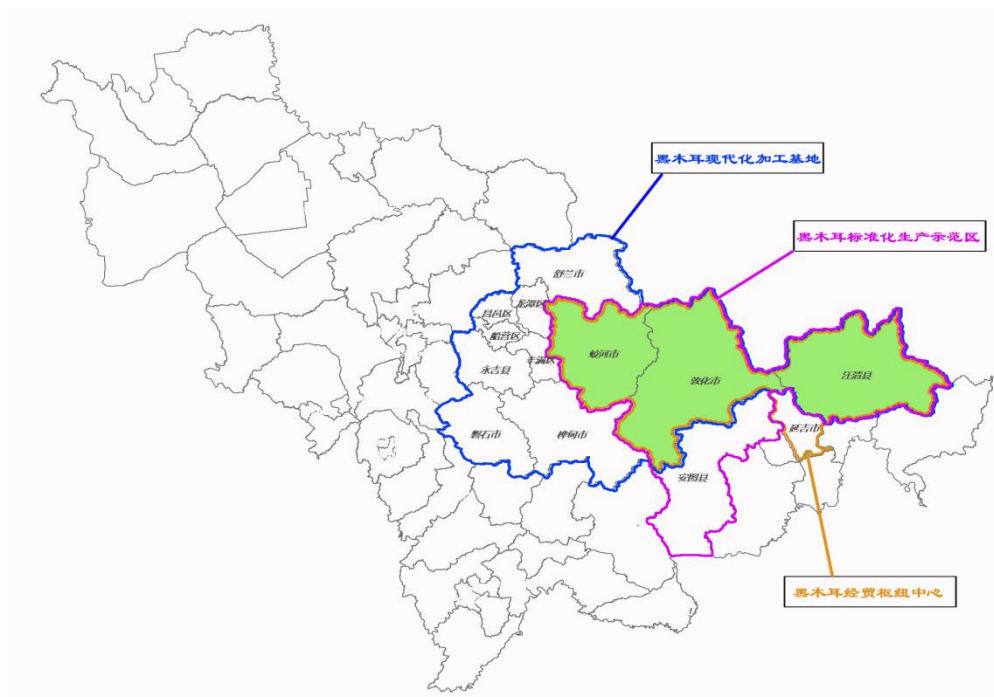 黑木耳现代化加工基地
黑木耳标准化生产示范区
舒兰市
龙潭区
昌邑区
船营区
丰满区
蛟河市
永吉县
敦化市
汪清县
磐石市
桦甸市
延吉市
安图县
黑木耳经贸枢纽中心